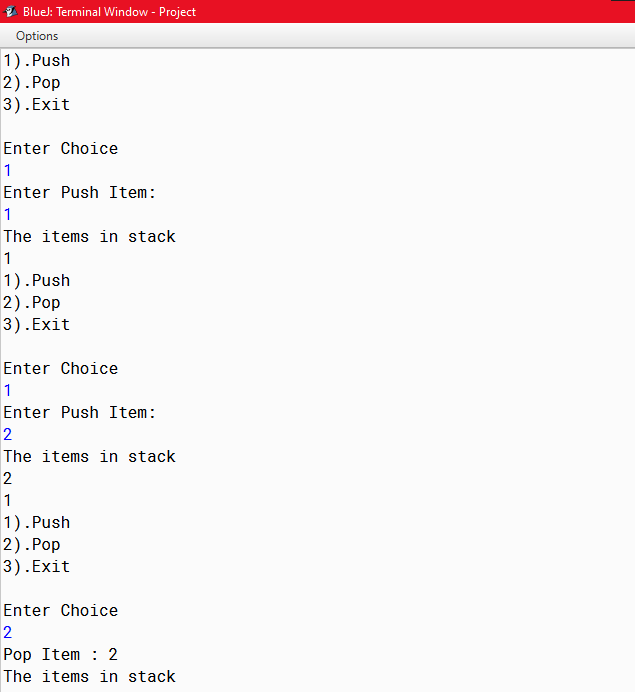 BlueJ: Terminal Window - Project
Options
1).Push
2).Pop
3).Exit
Enter Choice
1
Enter Push Item:
1
The items in stack
1
1).Push
2).Pop
3).Exit
Enter Choice
1
Enter Push Item:
2
The items in stack
2
1
1).Push
2).Pop
3).Exit
Enter Choice
2
Pop Item : 2
The items in stack